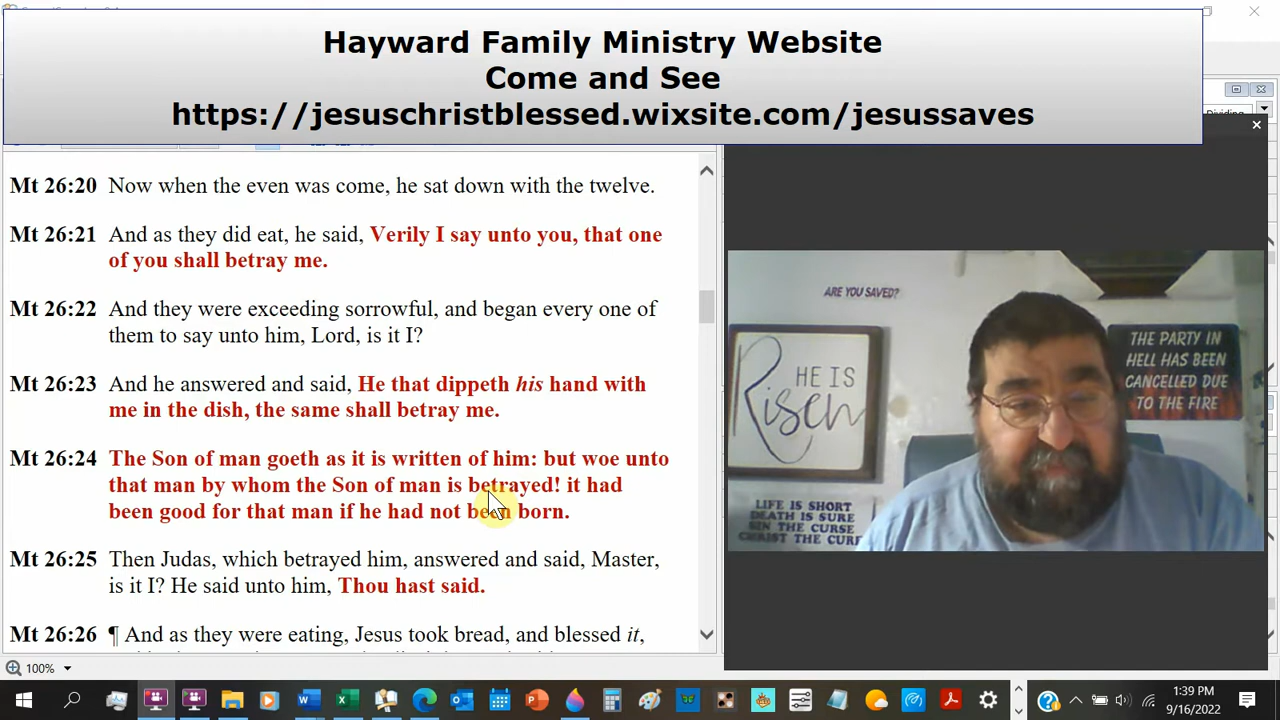 Hayward Family Ministry Website
Come and See
https://jesuschristblessed.wixsite.com/jesussaves
Mt 26:20 Now when the even was come, he sat down with the twelve.
Mt 26:21 And as they did eat, he said, Verily I say unto you, that one
of you shall betray me.
Mt 26:22 And they were exceeding sorrowful, and began every one of
them to say unto him, Lord, is it I?
Mt 26:23 And he answered and said, He that dippeth his hand with
me in the dish, the same shall betray me.
Mt 26:24 The Son of man goeth as it is written of him: but woe unto
that man by whom the Son of man is betrayed! it had
been good for that man if he had not been born.
Mt 26:25 Then Judas, which betrayed him, answered and said, Master,
is it I? He said unto him, Thou hast said.
Mt 26:26 ¶ And as they were eating, Jesus took bread, and blessed it,
ARE YOU SAVED?
HE IS
Risen
THE PARTY IN
HELL HAS BEEN
CANCELLED DUE
TO THE FIRE
LIFE IS SHORT
DEATH IS SURE
SIN THE CURSE
CHRIST THE CURE
100%
1:39 PM
9/16/2022